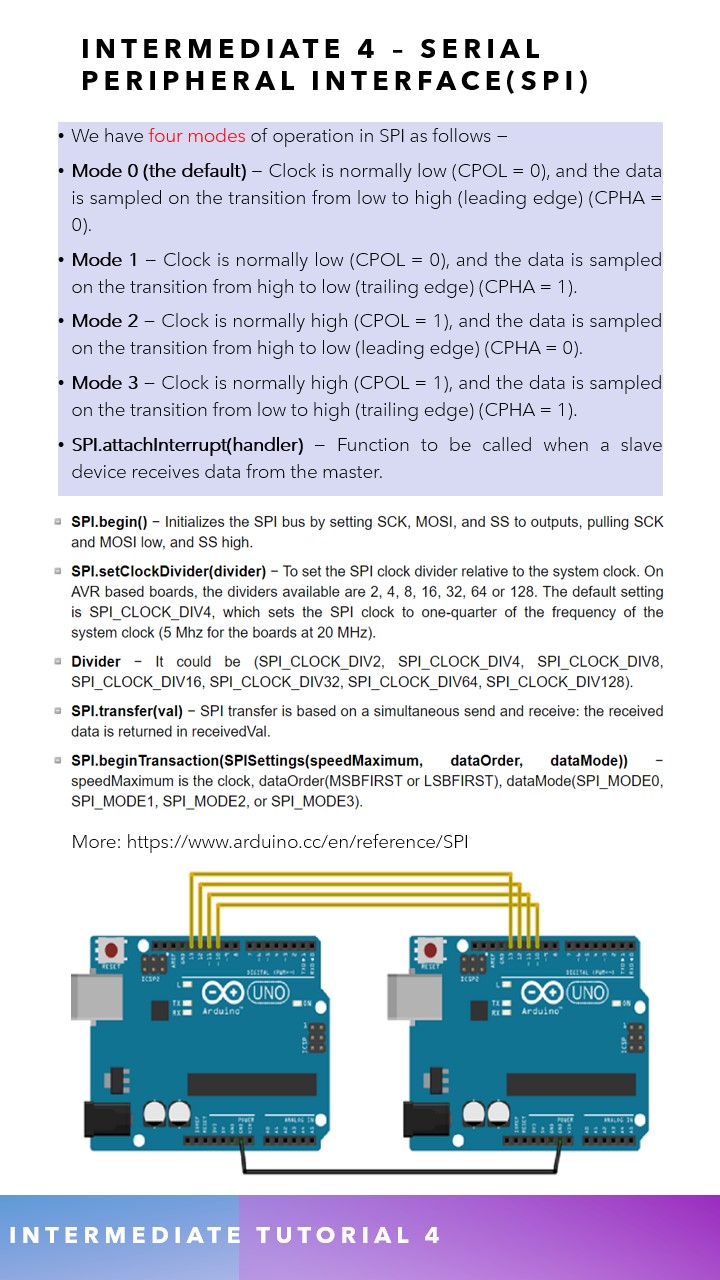 INTERMEDIATE 4 – SERIAL
PERIPHERAL INTERFACE(SPI)
• We have four modes of operation in SPI as follows −
• Mode 0 (the default) − Clock is normally low (CPOL = 0), and the data
is sampled on the transition from low to high (leading edge) (CPHA =
0).
• Mode 1 − Clock is normally low (CPOL = 0), and the data is sampled
on the transition from high to low (trailing edge) (CPHA = 1).
• Mode 2 − Clock is normally high (CPOL = 1), and the data is sampled
on the transition from high to low (leading edge) (CPHA = 0).
• Mode 3 − Clock is normally high (CPOL = 1), and the data is sampled
on the transition from low to high (trailing edge) (CPHA = 1).
• SPI.attachInterrupt(handler) − Function to be called when a slave
device receives data from the master.
SPI.begin() − Initializes the SPI bus by setting SCK, MOSI, and SS to outputs, pulling SCK
and MOSI low, and SS high.
SPI.setClockDivider(divider) − To set the SPI clock divider relative to the system clock. On
AVR based boards, the dividers available are 2, 4, 8, 16, 32, 64 or 128. The default setting
is SPI_CLOCK_DIV4, which sets the SPI clock to one-quarter of the frequency of the
system clock (5 Mhz for the boards at 20 MHz).
Divider − It could be (SPI_CLOCK_DIV2, SPI_CLOCK_DIV4, SPI_CLOCK_DIV8,
SPI_CLOCK_DIV16, SPI_CLOCK_DIV32, SPI_CLOCK_DIV64, SPI_CLOCK_DIV128).
SPI.transfer(val) − SPI transfer is based on a simultaneous send and receive: the received
data is returned in receivedVal.
SPI.beginTransaction(SPISettings(speedMaximum, dataOrder, dataMode)) −
speedMaximum is the clock, dataOrder(MSBFIRST or LSBFIRST), dataMode(SPI_MODE0,
SPI_MODE1, SPI_MODE2, or SPI_MODE3).
More: https://www.arduino.cc/en/reference/SPI
RESET
ICSP2
AREF
GND
DIGITAL (PWM~)
L
TX
RX
UNO
Arduino™
ON
ICSP
POWER
ANALOG IN
RESET
ICSP2
AREF
GND
DIGITAL (PWM~)
L
TX
RX
UNO
Arduino™
ON
ICSP
POWER
ANALOG IN
INTERMEDIATE TUTORIAL 4